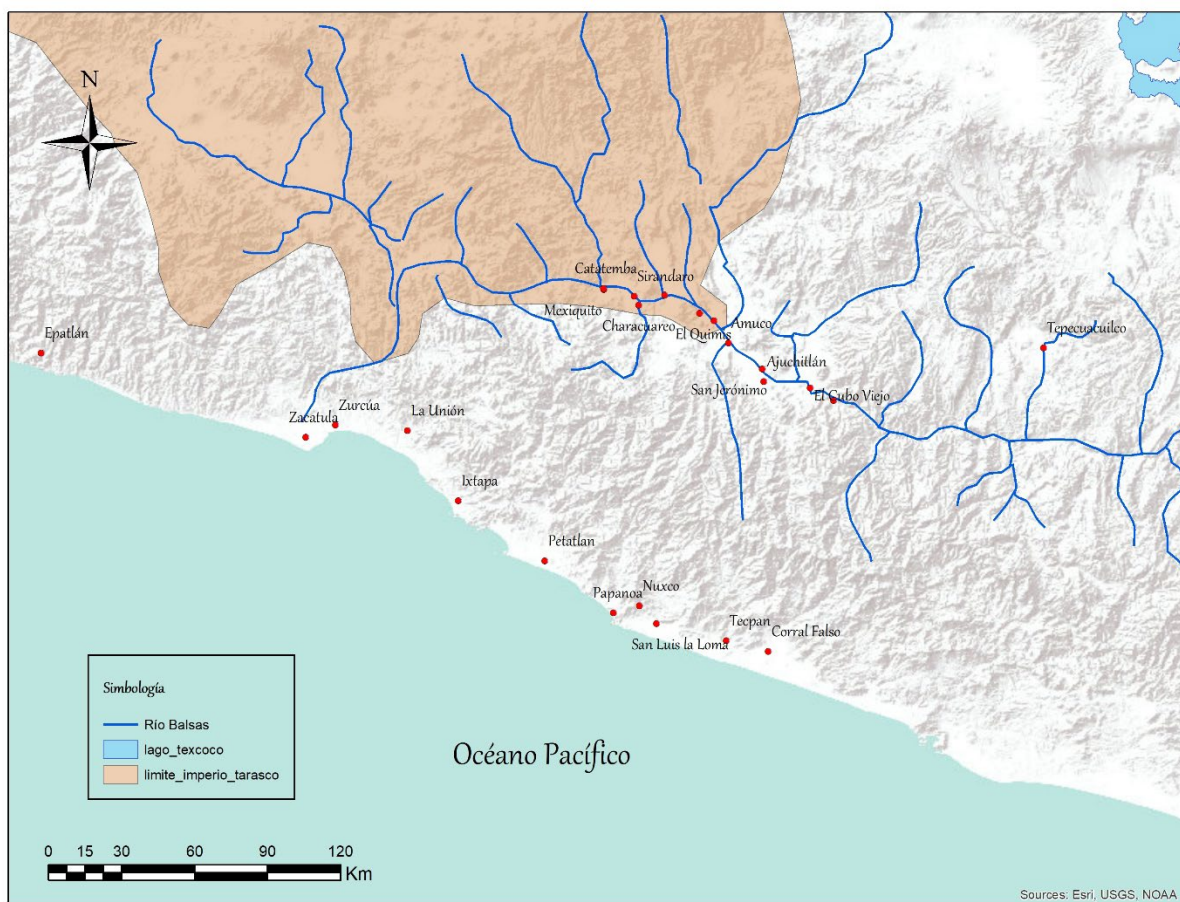 N
Catatemba
Sirandaro
Mexiquito
Characuareo
El Quimis
Amuco
Epatlán
Tepecuacuilco
Ajuchitlán
San Jerónimo
El Cubo Viejo
Zurcúa
Zacatula
La Unión
Ixtapa
Petatlan
Papanoa
Nuxco
San Luis la Loma
Tecpan
Corral Falso
Océano Pacífico
Simbología
Río Balsas
lago_texcoco
limite_imperio_tarasco
0 15 30 60 90 120
Km
Sources: Esri, USGS, NOAA